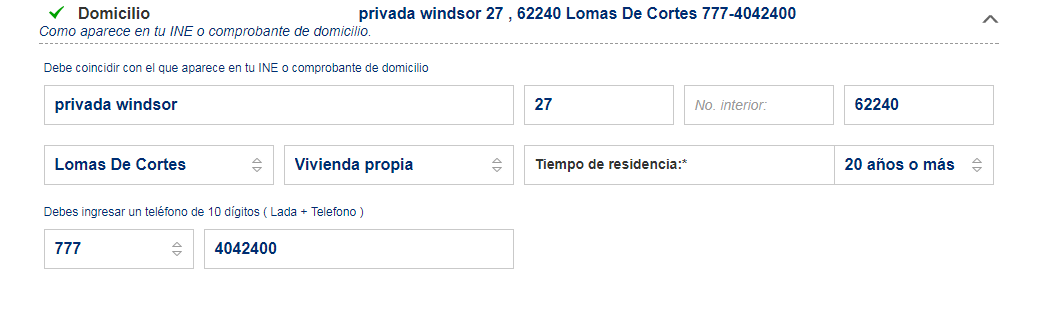 Domicilio privada windsor 27 , 62240 Lomas De Cortes 777-4042400
Como aparece en tu INE o comprobante de domicilio.
Debe coincidir con el que aparece en tu INE o comprobante de domicilio
privada windsor 27 No. interior: 62240
Lomas De Cortes Vivienda propia Tiempo de residencia:* 20 años o más
Debes ingresar un teléfono de 10 dígitos ( Lada + Telefono )
777 4042400